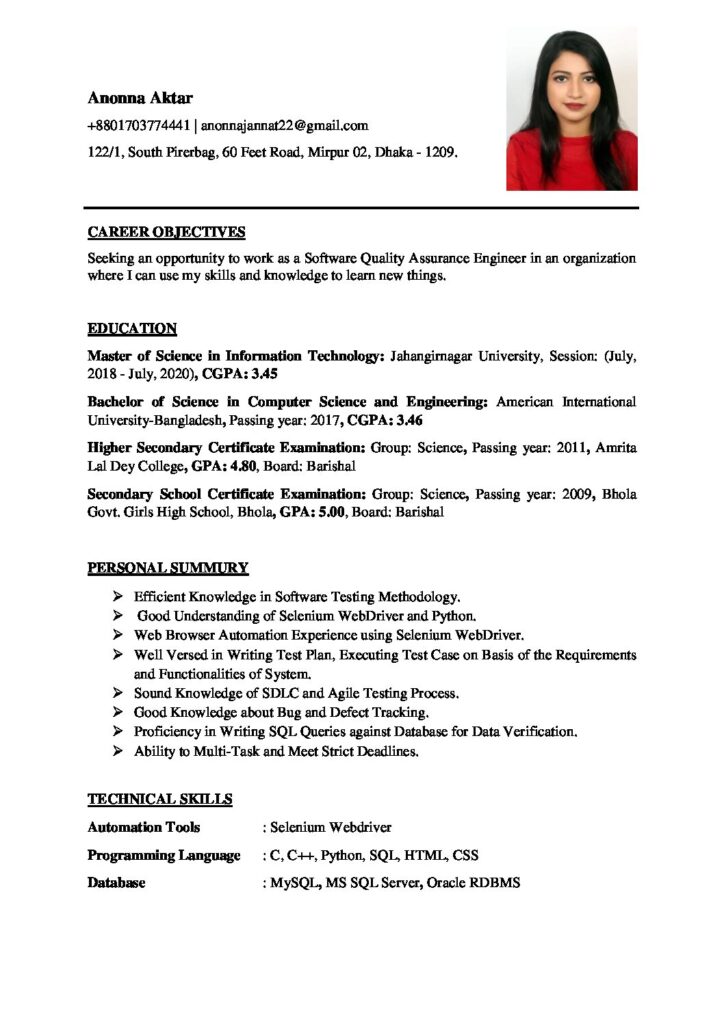 Anonna Aktar
+8801703774441 | anonnajannat22@gmail.com
122/1, South Pirerbag, 60 Feet Road, Mirpur 02, Dhaka - 1209.
CAREER OBJECTIVES
Seeking an opportunity to work as a Software Quality Assurance Engineer in an organization
where I can use my skills and knowledge to learn new things.
EDUCATION
Master of Science in Information Technology: Jahangirnagar University, Session: (July,
2018 - July, 2020), CGPA: 3.45
Bachelor of Science in Computer Science and Engineering: American International
University-Bangladesh, Passing year: 2017, CGPA: 3.46
Higher Secondary Certificate Examination: Group: Science, Passing year: 2011, Amrita
Lal Dey College, GPA: 4.80, Board: Barishal
Secondary School Certificate Examination: Group: Science, Passing year: 2009, Bhola
Govt. Girls High School, Bhola, GPA: 5.00, Board: Barishal
PERSONAL SUMMURY
➢ Efficient Knowledge in Software Testing Methodology.
➢ Good Understanding of Selenium WebDriver and Python.
➢ Web Browser Automation Experience using Selenium WebDriver.
➢ Well Versed in Writing Test Plan, Executing Test Case on Basis of the Requirements
and Functionalities of System.
➢ Sound Knowledge of SDLC and Agile Testing Process.
➢ Good Knowledge about Bug and Defect Tracking.
➢ Proficiency in Writing SQL Queries against Database for Data Verification.
➢ Ability to Multi-Task and Meet Strict Deadlines.
TECHNICAL SKILLS
Automation Tools : Selenium Webdriver
Programming Language : C, C++, Python, SQL, HTML, CSS
Database : MySQL, MS SQL Server, Oracle RDBMS